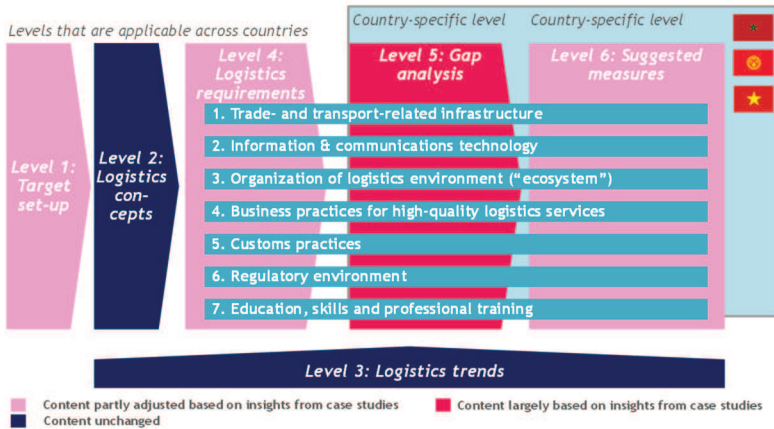 Levels that are applicable across countries
Country-specific level
Country-specific level
Level 1:
Target
set-up
Level 2:
Logistics
con-
cepts
Level 4:
Logistics
requirements
Level 5: Gap
analysis
Level 6: Suggested
measures
1. Trade- and transport-related infrastructure
2. Information & communications technology
3. Organization of logistics environment (“ecosystem”)
4. Business practices for high-quality logistics services
5. Customs practices
6. Regulatory environment
7. Education, skills and professional training
Level 3: Logistics trends
Content partly adjusted based on insights from case studies
Content largely based on insights from case studies
Content unchanged